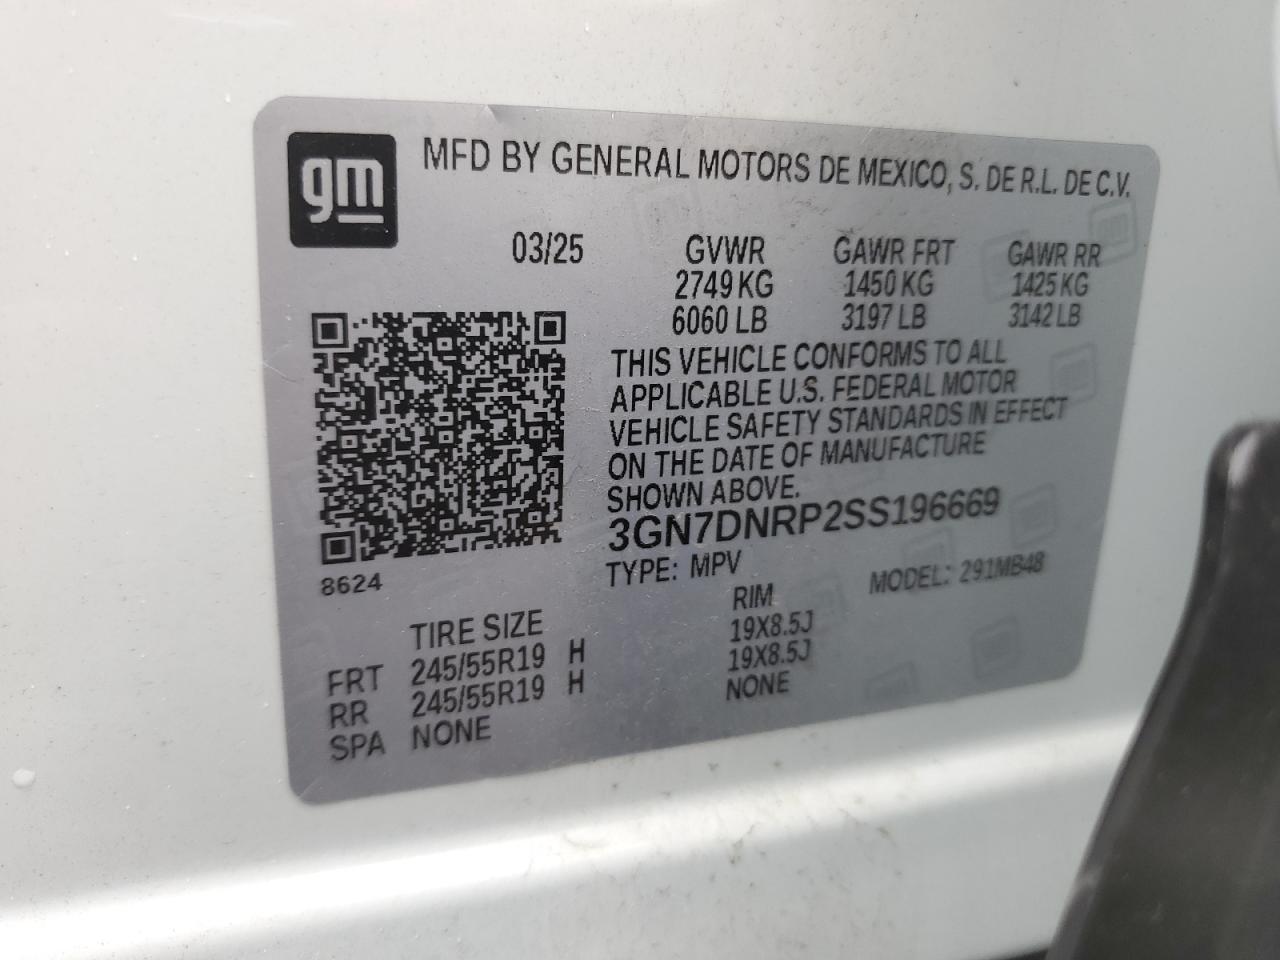 gm
MFD BY GENERAL MOTORS DE MEXICO, S. DE R.L. DE C.V.
03/25 GVWR GAWR FRT GAWR RR
2749 KG 1450 KG 1425 KG
6060 LB 3197 LB 3142 LB
THIS VEHICLE CONFORMS TO ALL
APPLICABLE U.S. FEDERAL MOTOR
VEHICLE SAFETY STANDARDS IN EFFECT
ON THE DATE OF MANUFACTURE
SHOWN ABOVE.
3GN7DNRP2SS196669
8624
TYPE: MPV MODEL: 291MB48
TIRE SIZE RIM
FRT 245/55R19 H 19X8.5J
RR 245/55R19 H 19X8.5J
SPA NONE NONE